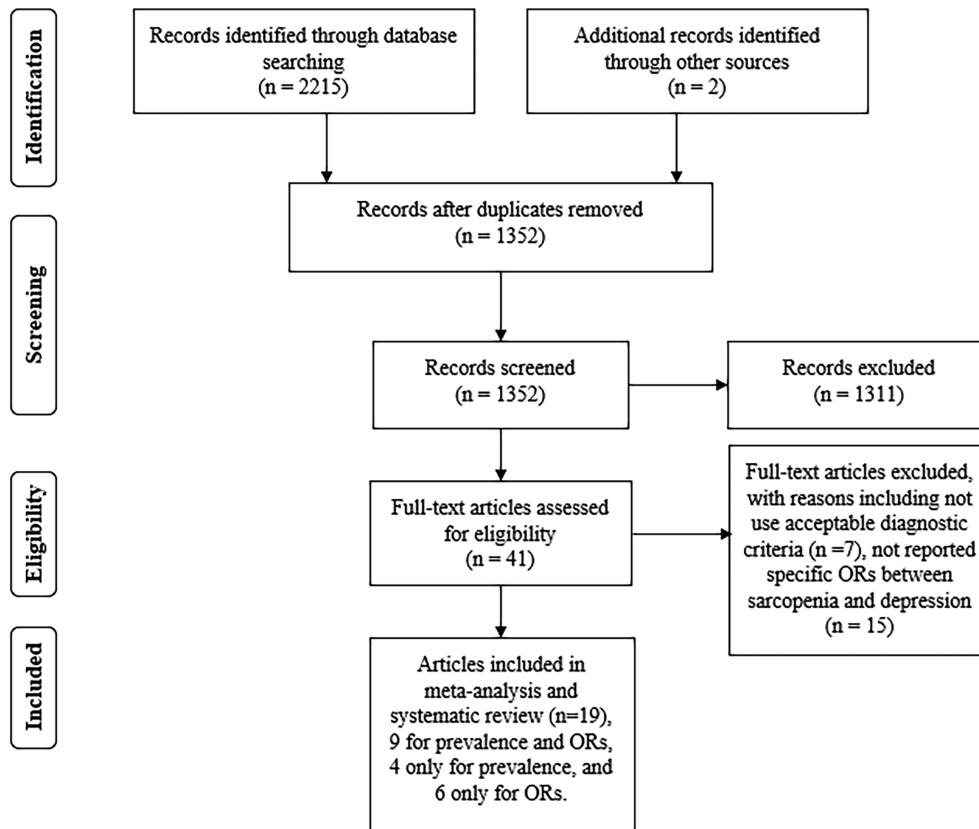 Identification
Records identified through database
searching
(n = 2215)
Additional records identified
through other sources
(n = 2)
Records after duplicates removed
(n = 1352)
Screening
Records screened
(n = 1352)
Records excluded
(n = 1311)
Eligibility
Full-text articles assessed
for eligibility
(n = 41)
Full-text articles excluded,
with reasons including not
use acceptable diagnostic
criteria (n =7), not reported
specific ORs between
sarcopenia and depression
(n = 15)
Included
Articles included in
meta-analysis and
systematic review (n=19),
9 for prevalence and ORs,
4 only for prevalence, and
6 only for ORs.